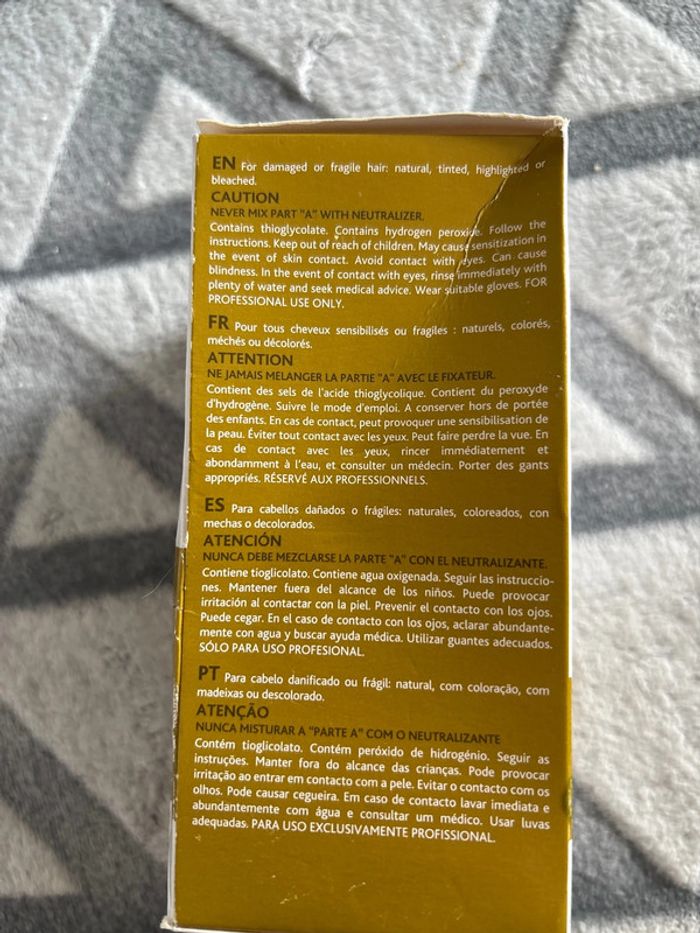 EN For damaged or fragile hair: natural, tinted, highlighted or
bleached.
CAUTION
NEVER MIX PART "A" WITH NEUTRALIZER.
Contains thioglycolate. Contains hydrogen peroxide. Follow the
instructions. Keep out of reach of children. May cause sensitization in
the event of skin contact. Avoid contact with eyes. Can cause
blindness. In the event of contact with eyes, rinse immediately with
plenty of water and seek medical advice. Wear suitable gloves. FOR
PROFESSIONAL USE ONLY.
FR Pour tous cheveux sensibilisés ou fragiles : naturels, colorés,
méchés ou décolorés.
ATTENTION
NE JAMAIS MELANGER LA PARTIE "A" AVEC LE FIXATEUR.
Contient des sels de l'acide thioglycolique. Contient du peroxyde
d'hydrogène. Suivre le mode d'emploi. A conserver hors de portée
des enfants. En cas de contact, peut provoquer une sensibilisation de
la peau. Éviter tout contact avec les yeux. Peut faire perdre la vue. En
cas de contact avec les yeux, rincer immédiatement et
abondamment à l'eau, et consulter un médecin. Porter des gants
appropriés. RÉSERVÉ AUX PROFESSIONNELS.
ES Para cabellos dañados o frágiles: naturales, coloreados, con
mechas o decolorados.
ATENCIÓN
NUNCA DEBE MEZCLARSE LA PARTE "A" CON EL NEUTRALIZANTE.
Contiene tioglicolato. Contiene agua oxigenada. Seguir las instruccio-
nes. Mantener fuera del alcance de los niños. Puede provocar
irritación al contactar con la piel. Prevenir el contacto con los ojos.
Puede cegar. En el caso de contacto con los ojos, aclarar abundante-
mente con agua y buscar ayuda médica. Utilizar guantes adecuados.
SÓLO PARA USO PROFESIONAL.
PT Para cabelo danificado ou frágil: natural, com coloração, com
madeixas ou descolorado.
ATENÇÃO
NUNCA MISTURAR A "PARTE A" COM O NEUTRALIZANTE
Contém tioglicolato. Contém peróxido de hidrogénio. Seguir as
instruções. Manter fora do alcance das crianças. Pode provocar
irritação ao entrar em contacto com a pele. Evitar o contacto com os
olhos. Pode causar cegueira. Em caso de contacto lavar imediata e
abundantemente com água e consultar um médico. Usar luvas
adequadas. PARA USO EXCLUSIVAMENTE PROFISSIONAL.